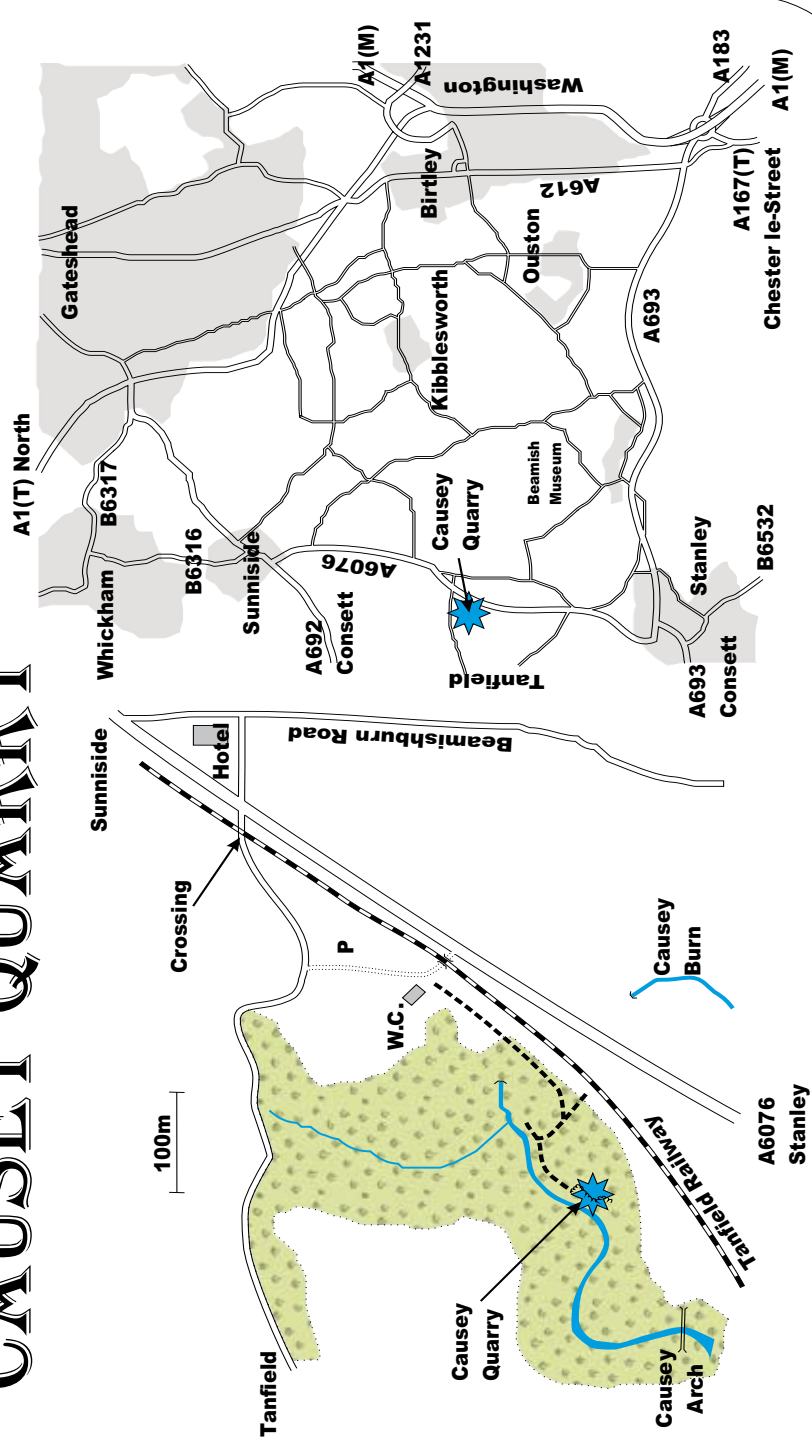 CAUSEY QUARRY
Sunniside
Crossing
Hotel
Beamishburn Road
P
W.C.
100m
Tanfield
Causey
Quarry
Causey
Arch
Tanfield Railway
A6076
Stanley
Causey
Burn
A1(T) North
Gateshead
Whickham
B6317
B6316
Sunniside
A692
Consett
A6076
Kibblesworth
Birtley
A1(M)
A1231
Washington
Causey
Quarry
Tanfield
Beamish
Museum
Ouston
A612
A693
Stanley
B6532
A693
Consett
A183
A1(M)
A167(T)
Chester le-Street